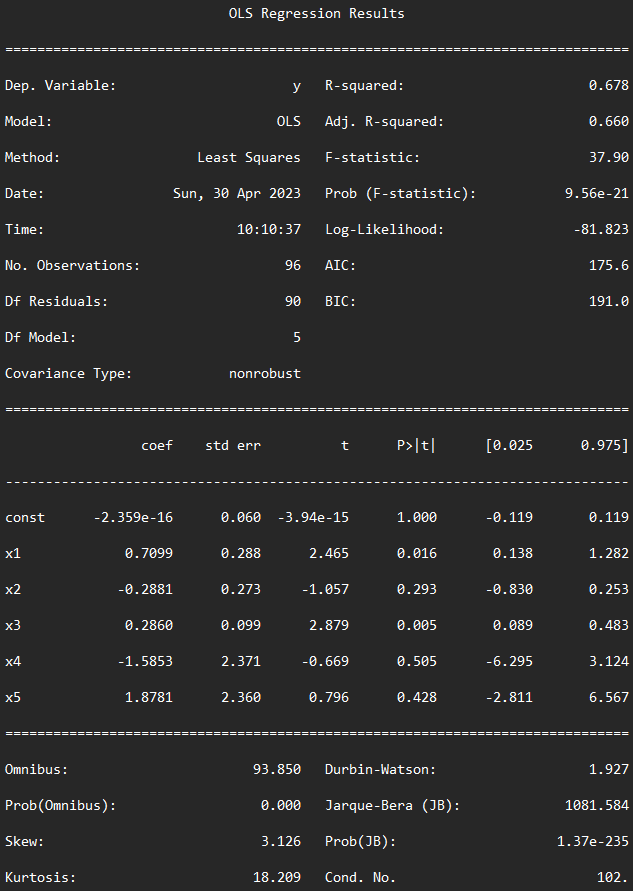 OLS Regression Results
==============================================================================
Dep. Variable: y R-squared: 0.678
Model: OLS Adj. R-squared: 0.660
Method: Least Squares F-statistic: 37.90
Date: Sun, 30 Apr 2023 Prob (F-statistic): 9.56e-21
Time: 10:10:37 Log-Likelihood: -81.823
No. Observations: 96 AIC: 175.6
Df Residuals: 90 BIC: 191.0
Df Model: 5
Covariance Type: nonrobust
==============================================================================
coef std err t P>|t| [0.025 0.975]
------------------------------------------------------------------------------
const -2.359e-16 0.060 -3.94e-15 1.000 -0.119 0.119
x1 0.7099 0.288 2.465 0.016 0.138 1.282
x2 -0.2881 0.273 -1.057 0.293 -0.830 0.253
x3 0.2860 0.099 2.879 0.005 0.089 0.483
x4 -1.5853 2.371 -0.669 0.505 -6.295 3.124
x5 1.8781 2.360 0.796 0.428 -2.811 6.567
==============================================================================
Omnibus: 93.850 Durbin-Watson: 1.927
Prob(Omnibus): 0.000 Jarque-Bera (JB): 1081.584
Skew: 3.126 Prob(JB): 1.37e-235
Kurtosis: 18.209 Cond. No. 102.